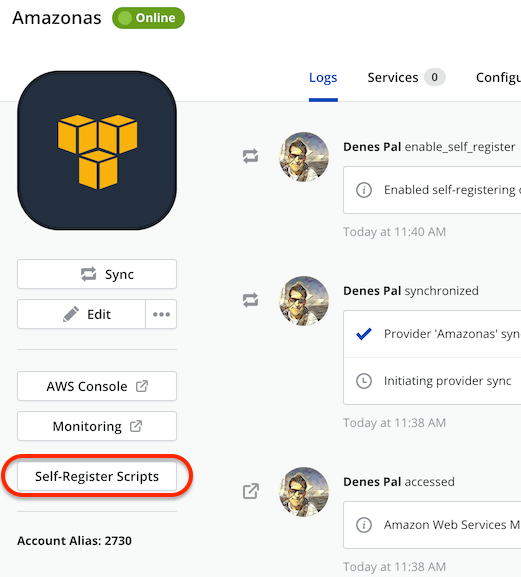 Amazonas Online
Logs Services 0 Configu
Denes Pal enable_self_register
Enabled self-registering
Today at 11:40 AM
Sync
Edit
Denes Pal synchronized
Provider 'Amazonas' syn
Initiating provider sync
Today at 11:38 AM
AWS Console
Monitoring
Self-Register Scripts
Denes Pal accessed
Amazon Web Services M
Today at 11:38 AM
Account Alias: 2730